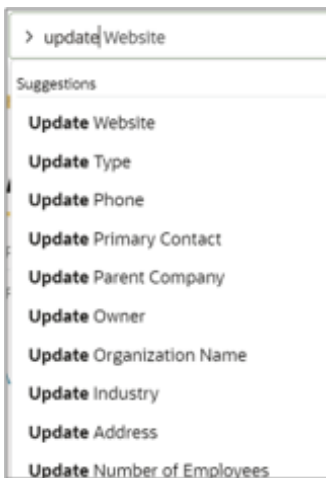 > update Website
Suggestions
Update Website
Update Type
Update Phone
Update Primary Contact
Update Parent Company
Update Owner
Update Organization Name
Update Industry
Update Address
Update Number of Employees